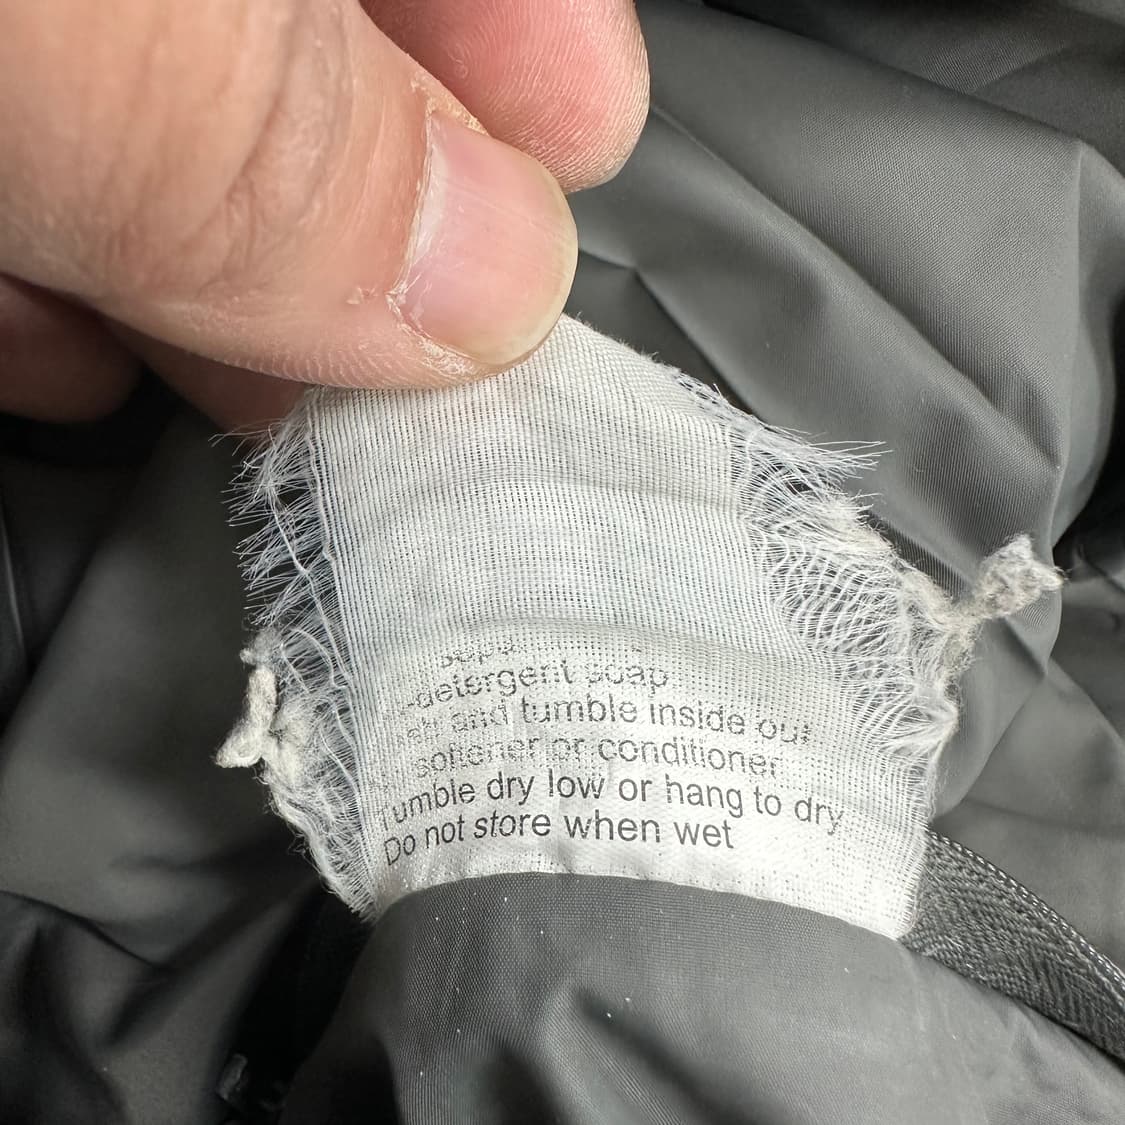 -detergent soap
and tumble inside out
softener or conditioner
Tumble dry low or hang to dry
Do not store when wet